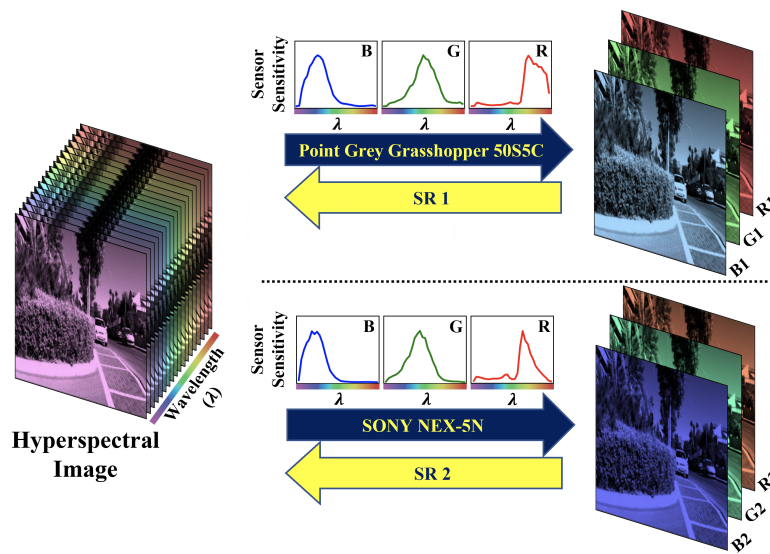 Sensor
Sensitivity
B
G
R
λ
λ
λ
Point Grey Grasshopper 50S5C
SR 1
R1
G1
B1
Wavelength
(λ)
Hyperspectral
Image
Sensor
Sensitivity
B
G
R
λ
λ
λ
SONY NEX-5N
SR 2
G2
B2